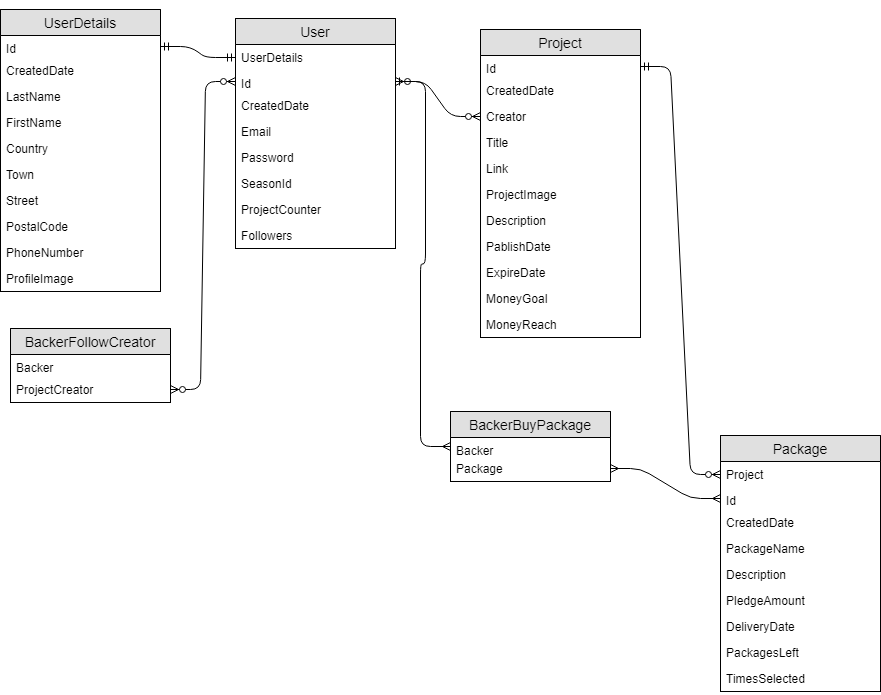 UserDetails
Id
CreatedDate
LastName
FirstName
Country
Town
Street
PostalCode
PhoneNumber
ProfileImage
User
UserDetails
Id
CreatedDate
Email
Password
SeasonId
ProjectCounter
Followers
Project
Id
CreatedDate
Creator
Title
Link
ProjectImage
Description
PablishDate
ExpireDate
MoneyGoal
MoneyReach
BackerFollowCreator
Backer
ProjectCreator
BackerBuyPackage
Backer
Package
Package
Project
Id
CreatedDate
PackageName
Description
PledgeAmount
DeliveryDate
PackagesLeft
TimesSelected